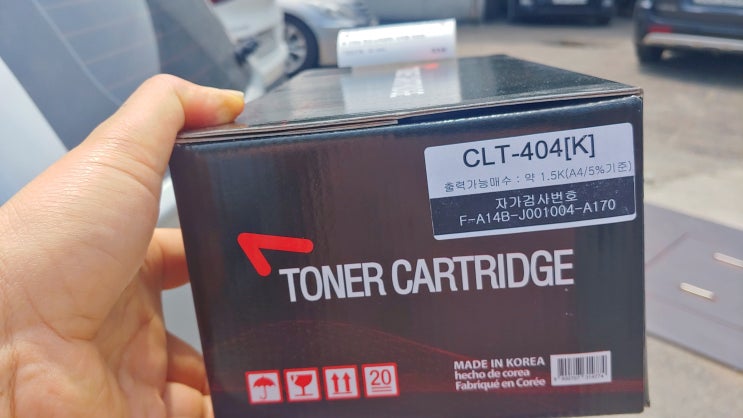 CLT-404[K]
출력가능매수 : 약 1.5K(A4/5%기준)
자가검사번호
F-A14B-J001004-A170
TONER CARTRIDGE
20
MADE IN KOREA
hecho de corea
Fabriqué en Corée